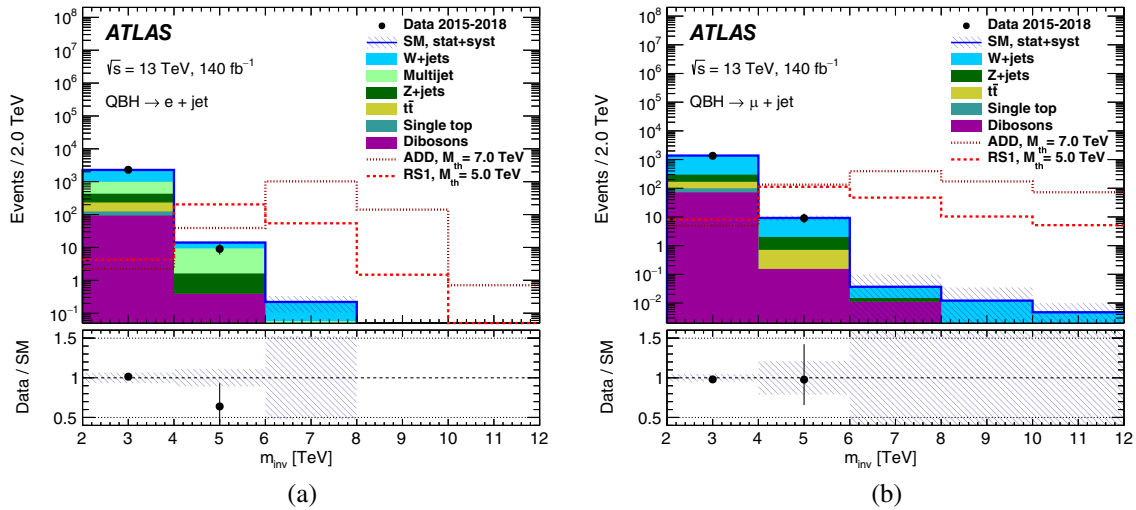 ATLAS
√s = 13 TeV, 140 fb⁻¹
QBH → e + jet
Data 2015-2018
SM, stat+syst
W+jets
Multijet
Z+jets
tt̄
Single top
Dibosons
ADD, M_th = 7.0 TeV
RS1, M_th = 5.0 TeV
Events / 2.0 TeV
10⁸
10⁷
10⁶
10⁵
10⁴
10³
10²
10
1
10⁻¹
Data / SM
1.5
1
0.5
2 3 4 5 6 7 8 9 10 11 12
m_inv [TeV]
(a)
ATLAS
√s = 13 TeV, 140 fb⁻¹
QBH → μ + jet
Data 2015-2018
SM, stat+syst
W+jets
Z+jets
tt̄
Single top
Dibosons
ADD, M_th = 7.0 TeV
RS1, M_th = 5.0 TeV
Events / 2.0 TeV
10⁸
10⁷
10⁶
10⁵
10⁴
10³
10²
10
1
10⁻¹
10⁻²
Data / SM
1.5
1
0.5
2 3 4 5 6 7 8 9 10 11 12
m_inv [TeV]
(b)